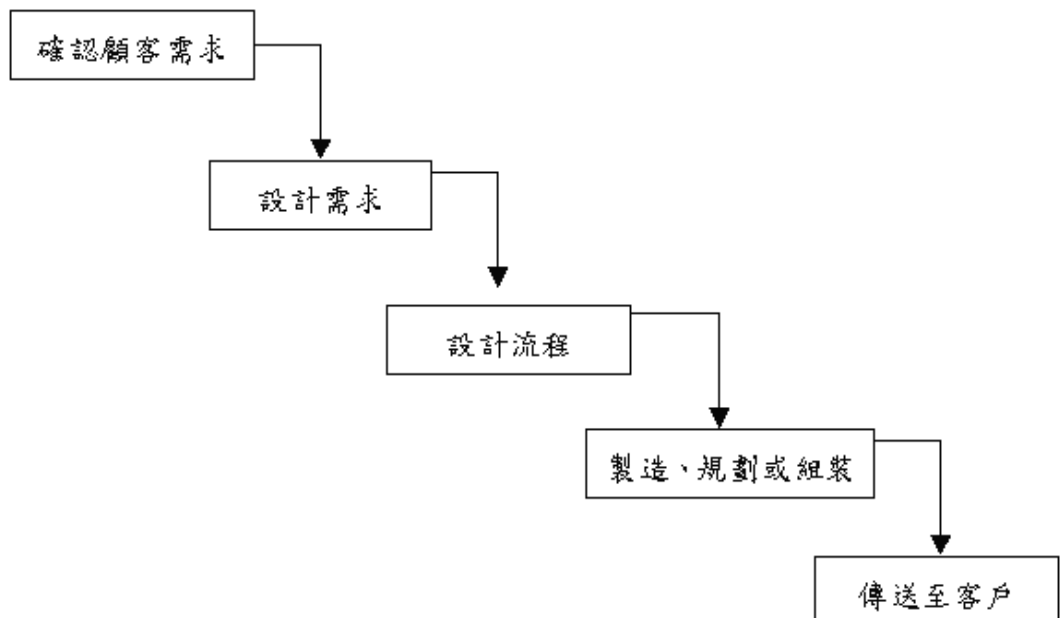 確認顧客需求
設計需求
設計流程
製造、規劃或組裝
傳送至客戶